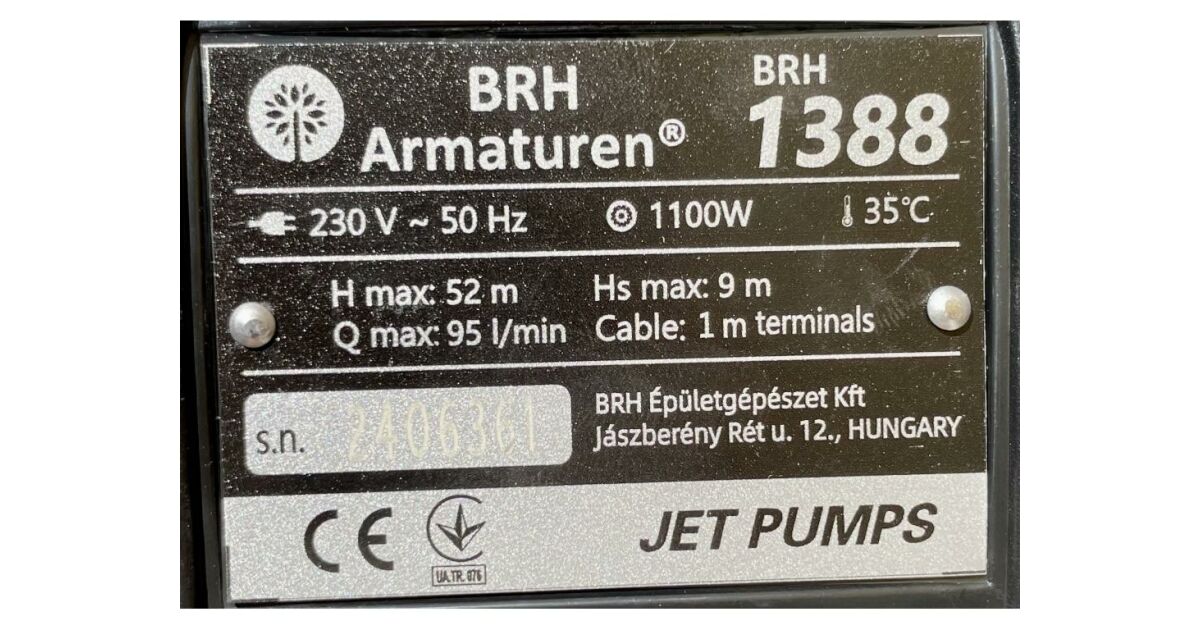 BRH
Armaturen®
BRH
1388
230 V ~ 50 Hz
1100W
35℃
H max: 52 m
Hs max: 9 m
Q max: 95 l/min
Cable: 1 m terminals
s.n. 2406361
BRH Épületgépészet Kft
Jászberény Rét u. 12., HUNGARY
CE
UA.TR. 076
JET PUMPS